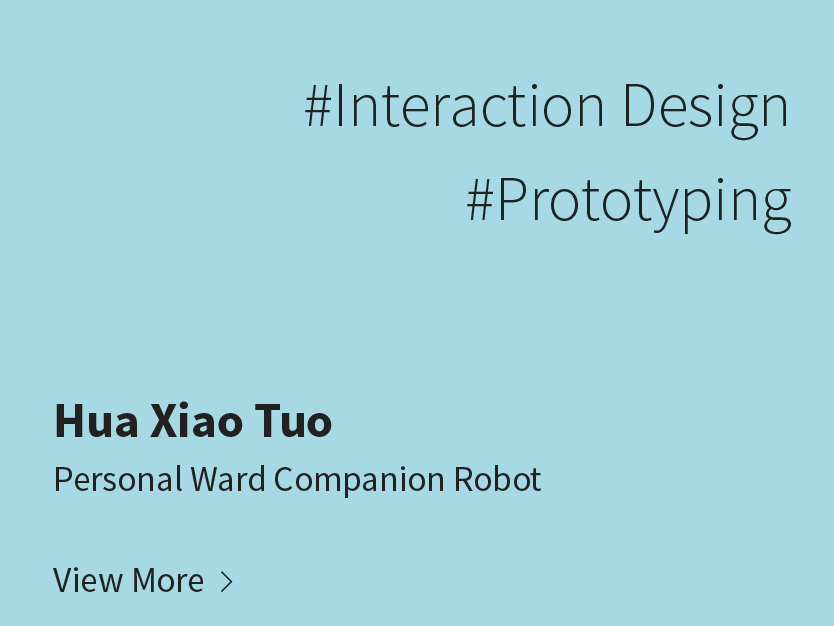 #Interaction Design
#Prototyping
Hua Xiao Tuo
Personal Ward Companion Robot
View More >